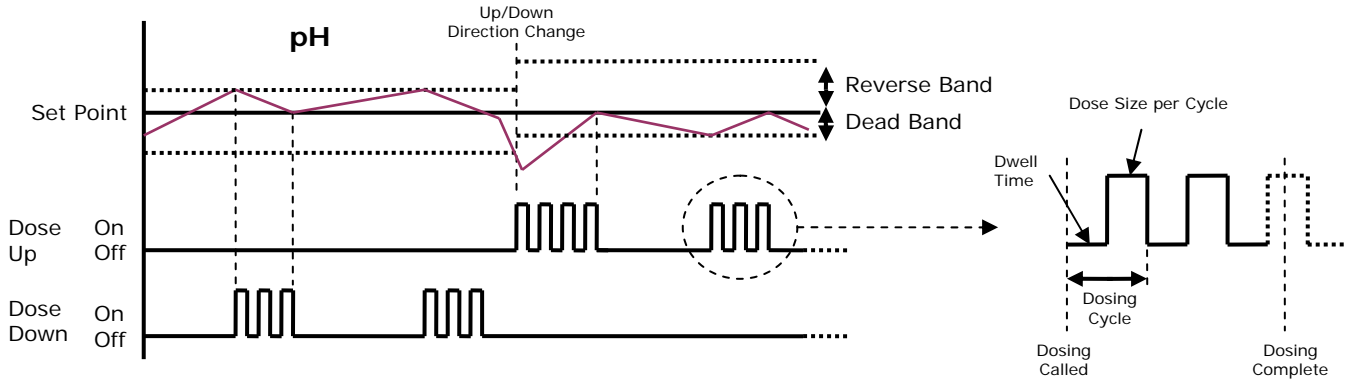 Up/Down
Direction Change
pH
Set Point
Reverse Band
Dead Band
Dose Size per Cycle
Dwell
Time
Dose On
Up Off
Dose On
Down Off
Dosing
Cycle
Dosing
Called
Dosing
Complete